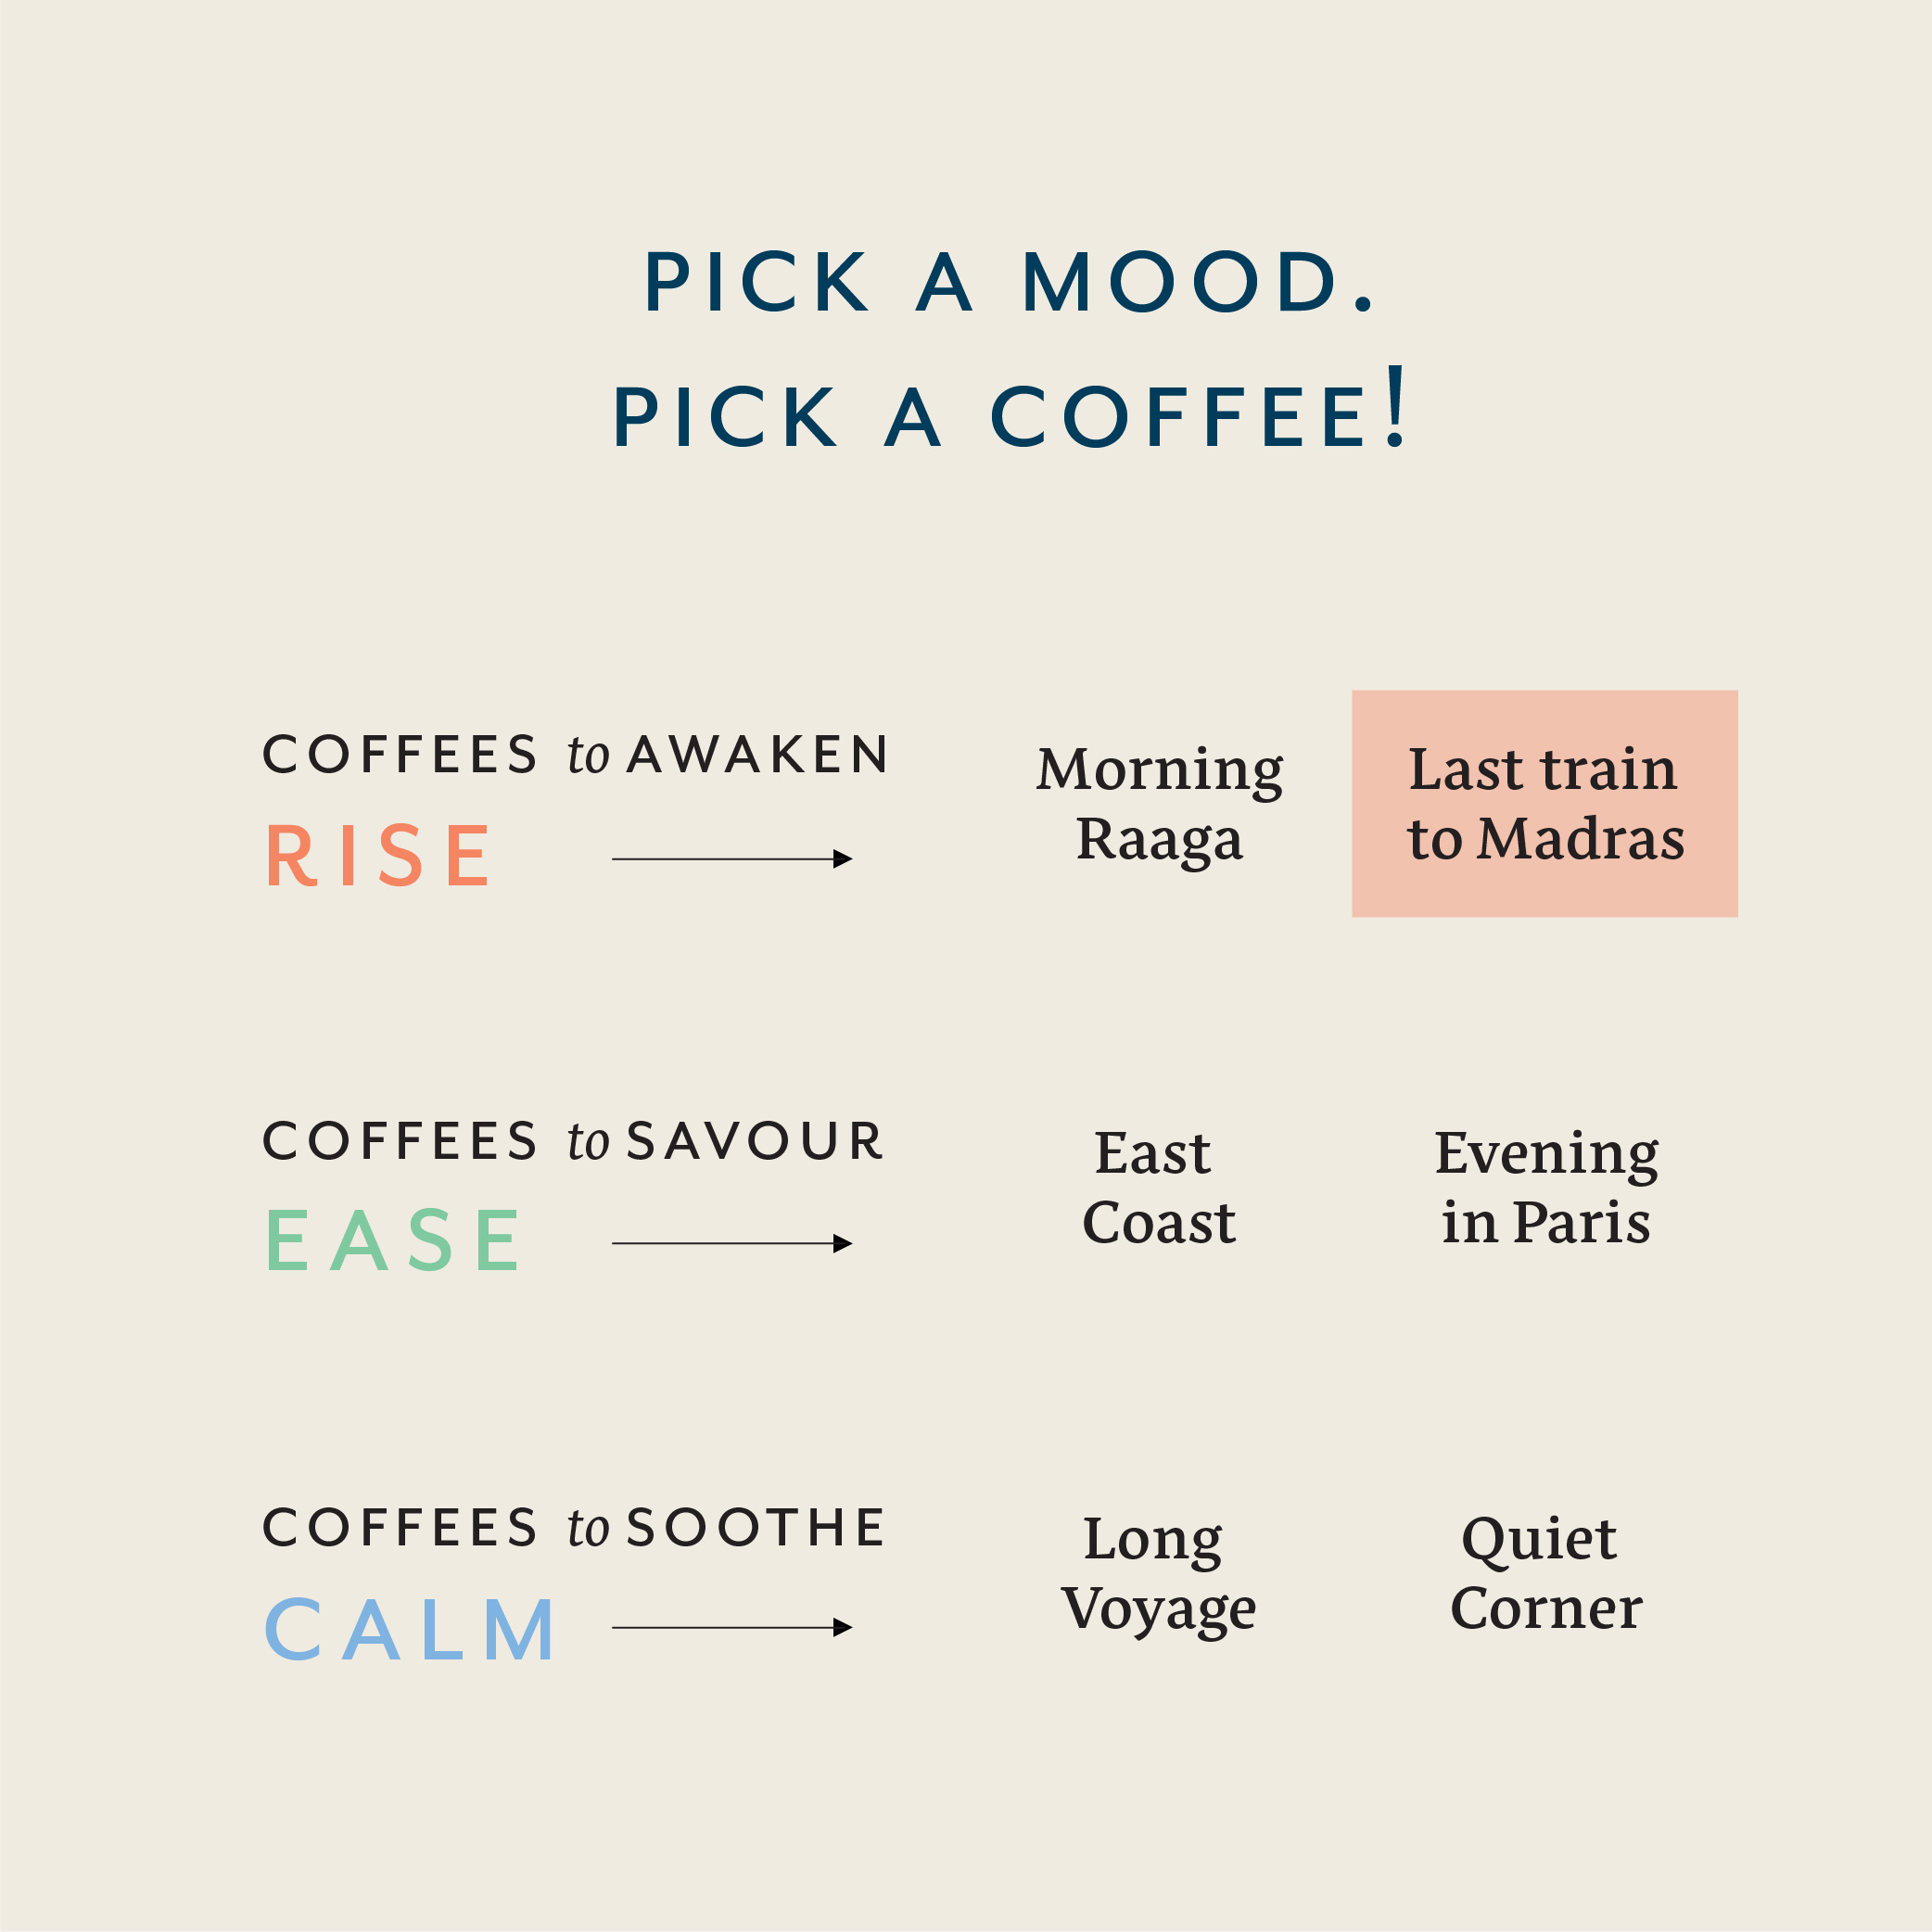 PICK A MOOD.
PICK A COFFEE!
COFFEES to AWAKEN
RISE
Morning
Raaga
Last train
to Madras
COFFEES to SAVOUR
EASE
East
Coast
Evening
in Paris
COFFEES to SOOTHE
CALM
Long
Voyage
Quiet
Corner